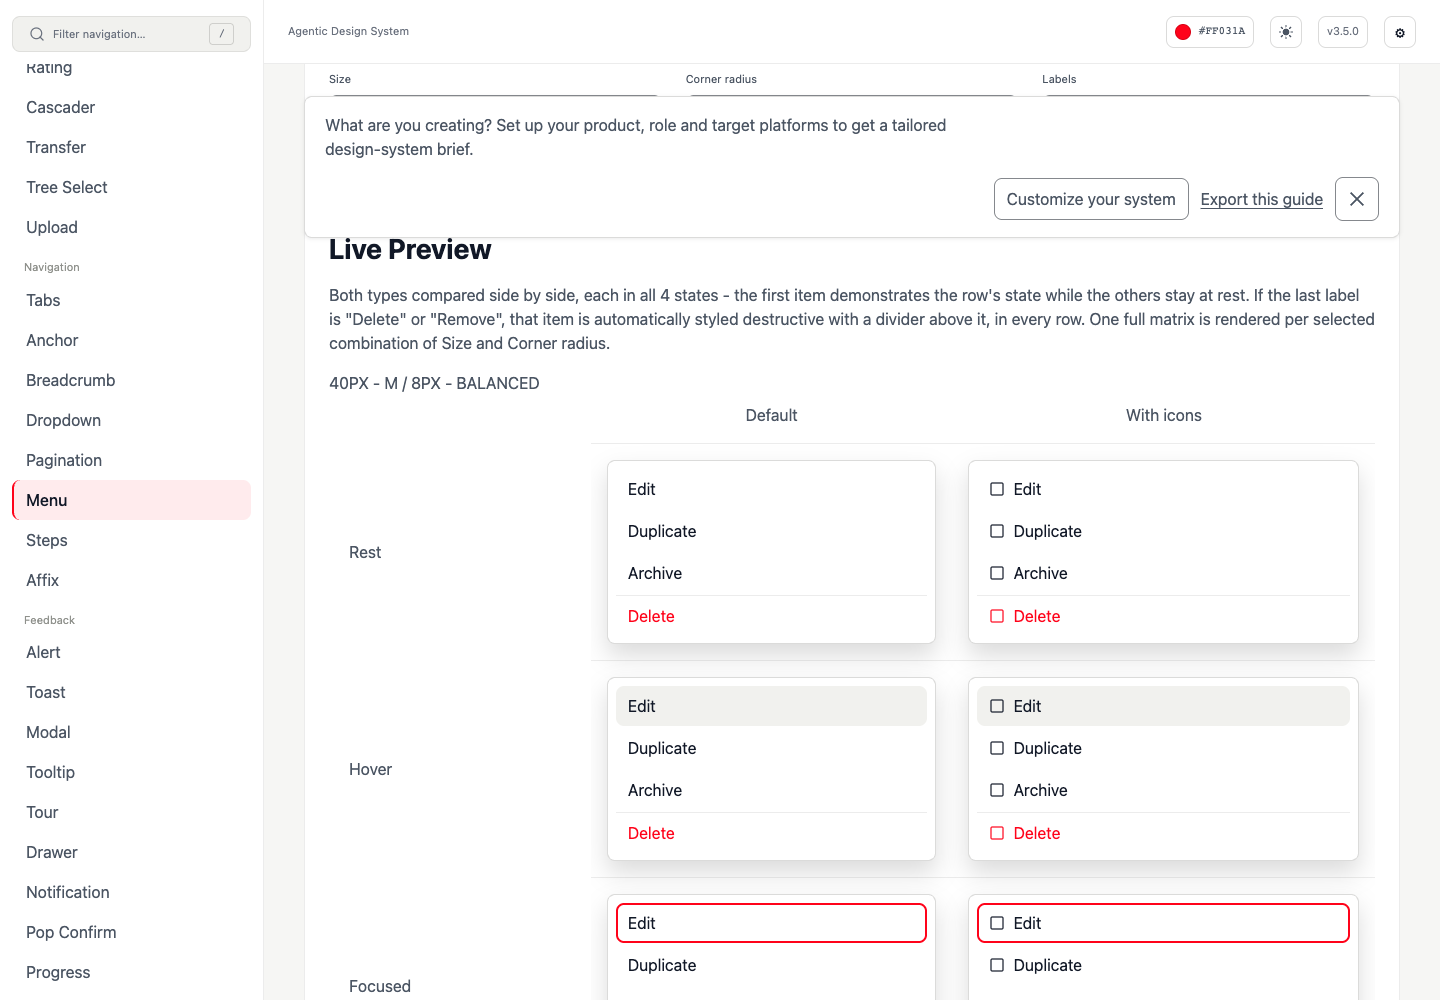 Filter navigation...
/
Rating
Cascader
Transfer
Tree Select
Upload
Navigation
Tabs
Anchor
Breadcrumb
Dropdown
Pagination
Menu
Steps
Affix
Feedback
Alert
Toast
Modal
Tooltip
Tour
Drawer
Notification
Pop Confirm
Progress
Agentic Design System
#FF031A
v3.5.0
Size
Corner radius
Labels
What are you creating? Set up your product, role and target platforms to get a tailored
design-system brief.
Customize your system
Export this guide
Live Preview
Both types compared side by side, each in all 4 states - the first item demonstrates the row's state while the others stay at rest. If the last label
is "Delete" or "Remove", that item is automatically styled destructive with a divider above it, in every row. One full matrix is rendered per selected
combination of Size and Corner radius.
40PX - M / 8PX - BALANCED
Default
With icons
Rest
Edit
Duplicate
Archive
Delete
Edit
Duplicate
Archive
Delete
Hover
Edit
Duplicate
Archive
Delete
Edit
Duplicate
Archive
Delete
Focused
Edit
Duplicate
Edit
Duplicate